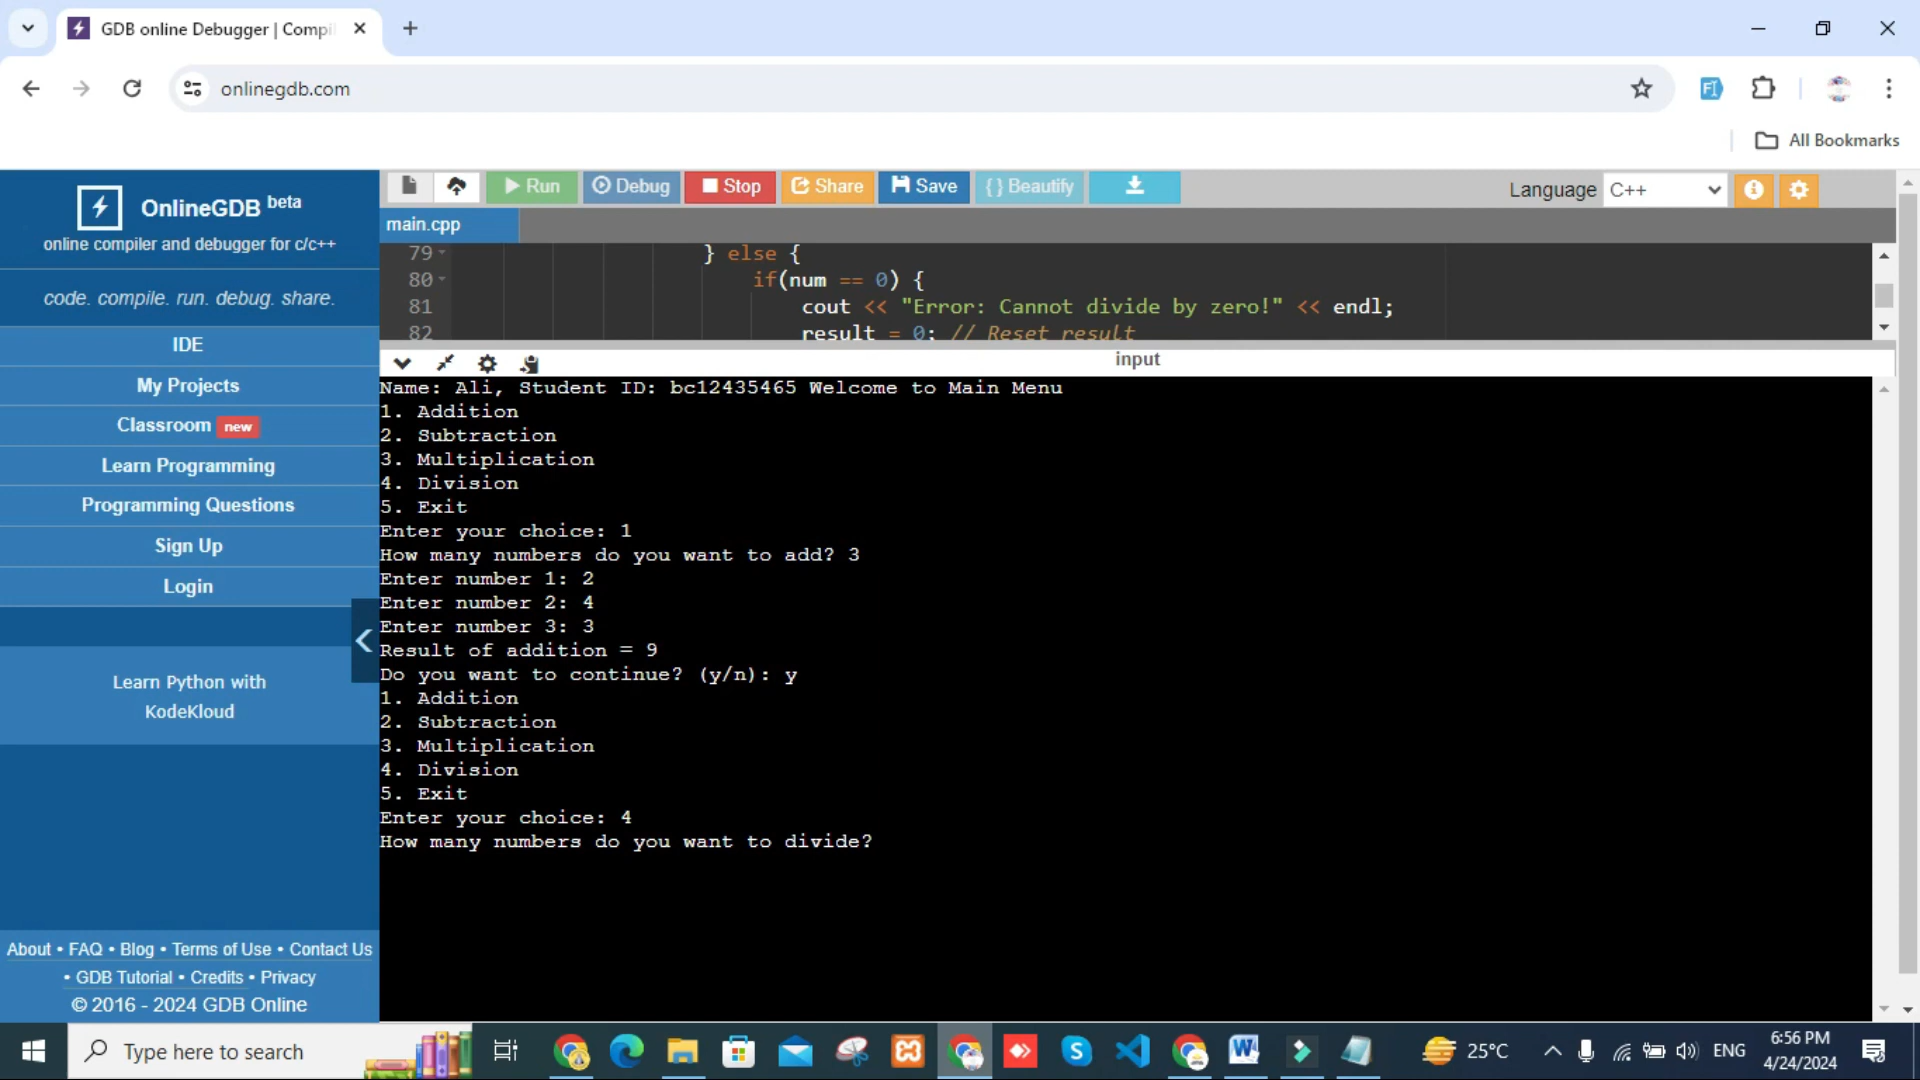 GDB online Debugger | Compi
onlinegdb.com
All Bookmarks
OnlineGDB beta
online compiler and debugger for c/c++
code. compile. run. debug. share.
IDE
My Projects
Classroom new
Learn Programming
Programming Questions
Sign Up
Login
Learn Python with
KodeKloud
About • FAQ • Blog • Terms of Use • Contact Us
• GDB Tutorial • Credits • Privacy
© 2016 - 2024 GDB Online
Run Debug Stop Share Save {} Beautify
Language C++
main.cpp
79 } else {
80 if(num == 0) {
81 cout << "Error: Cannot divide by zero!" << endl;
82 result = 0; // Reset result
input
Name: Ali, Student ID: bc12435465 Welcome to Main Menu
1. Addition
2. Subtraction
3. Multiplication
4. Division
5. Exit
Enter your choice: 1
How many numbers do you want to add? 3
Enter number 1: 2
Enter number 2: 4
Enter number 3: 3
Result of addition = 9
Do you want to continue? (y/n): y
1. Addition
2. Subtraction
3. Multiplication
4. Division
5. Exit
Enter your choice: 4
How many numbers do you want to divide?
Type here to search
25°C
ENG
6:56 PM
4/24/2024